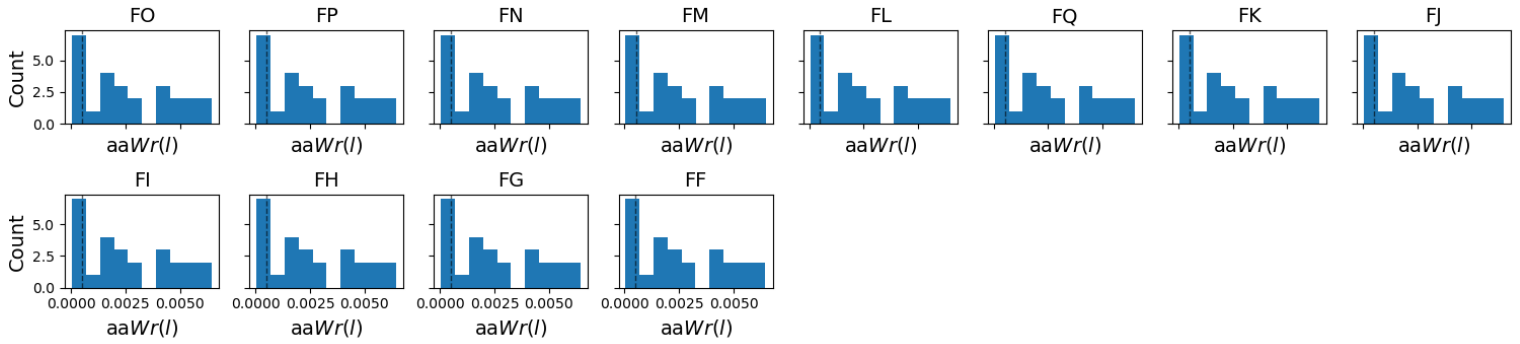 FO FP FN FM FL FQ FK FJ
Count
5.0
2.5
0.0
aaWr(l) aaWr(l) aaWr(l) aaWr(l) aaWr(l) aaWr(l) aaWr(l) aaWr(l)
FI FH FG FF
Count
5.0
2.5
0.0
0.0000 0.0025 0.0050 0.0000 0.0025 0.0050 0.0000 0.0025 0.0050 0.0000 0.0025 0.0050
aaWr(l) aaWr(l) aaWr(l) aaWr(l)